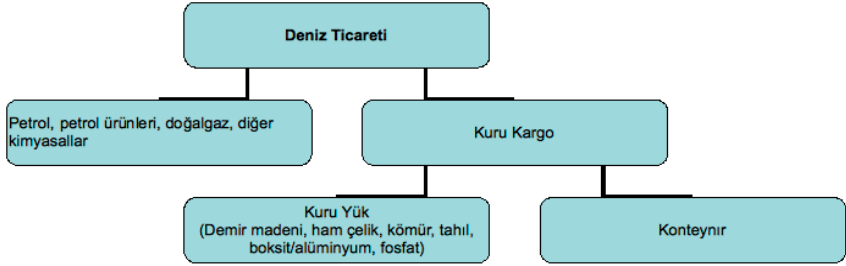 Deniz Ticareti
Petrol, petrol ürünleri, doğalgaz, diğer
kimyasallar
Kuru Kargo
Kuru Yük
(Demir madeni, ham çelik, kömür, tahıl,
boksit/alüminyum, fosfat)
Konteynır